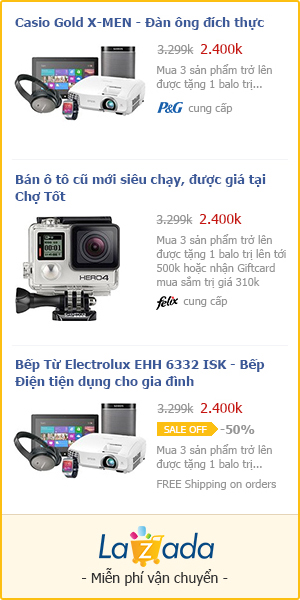 Casio Gold X-MEN - Đàn ông đích thực
3.299k 2.400k
Mua 3 sản phẩm trở lên
được tặng 1 balo trị...
P&G cung cấp
Bán ô tô cũ mới siêu chạy, được giá tại
Chợ Tốt
3.299k 2.400k
Mua 3 sản phẩm trở lên
được tặng 1 balo trị lên tới
500k hoặc nhận Giftcard
mua sắm trị giá 310k
felix cung cấp
HERO4
Bếp Từ Electrolux EHH 6332 ISK - Bếp
Điện tiện dụng cho gia đình
3.299k 2.400k
SALE OFF -50%
Mua 3 sản phẩm trở lên
được tặng 1 balo trị...
FREE Shipping on orders
Lazada
- Miễn phí vận chuyển -